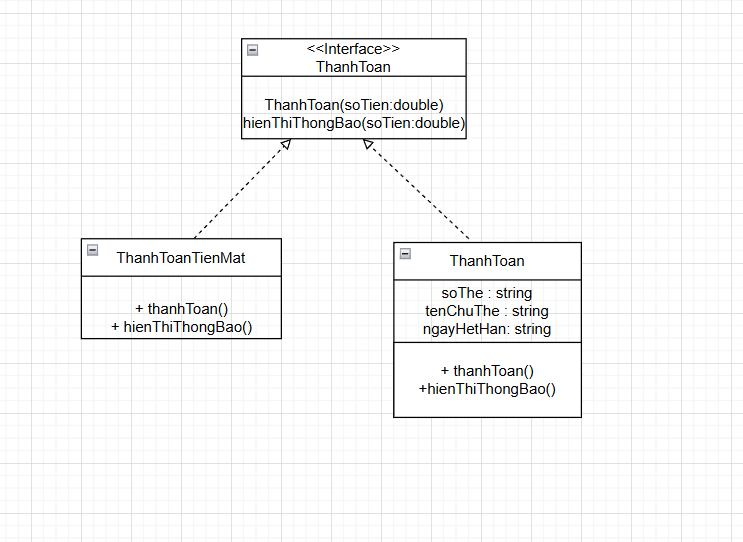 <<Interface>>
ThanhToan
ThanhToan(soTien:double)
hienThiThongBao(soTien:double)
ThanhToanTienMat
+ thanhToan()
+ hienThiThongBao()
ThanhToan
soThe : string
tenChuThe : string
ngayHetHan: string
+ thanhToan()
+hienThiThongBao()